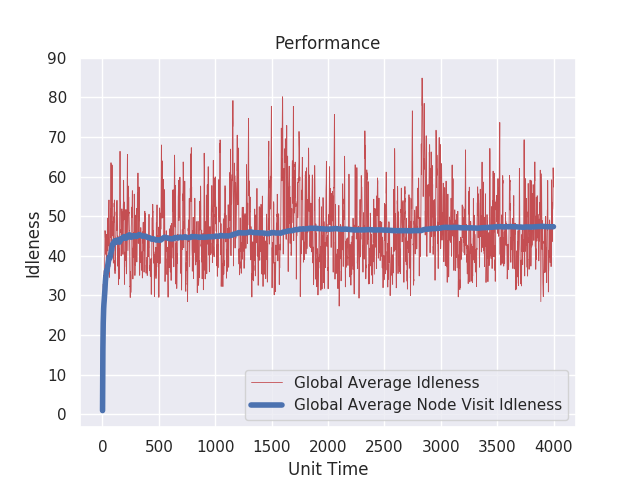 Performance
90
80
70
60
50
40
30
20
10
0
Idleness
Global Average Idleness
Global Average Node Visit Idleness
0 500 1000 1500 2000 2500 3000 3500 4000
Unit Time